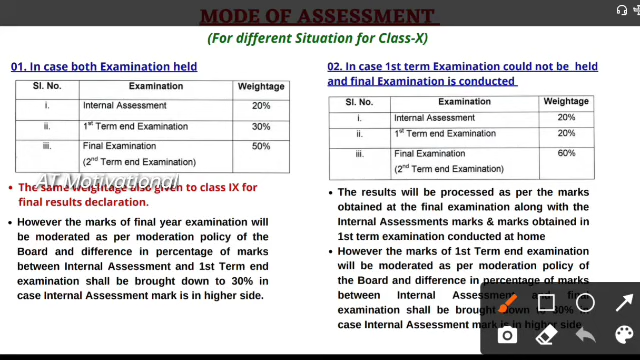 MODE OF ASSESSMENT
(For different Situation for Class-X)
01. In case both Examination held
Sl. No. Examination Weightage
i. Internal Assessment 20%
ii. 1st Term end Examination 30%
iii. Final Examination 50%
(2nd Term end Examination)
AT Motivational
The same weightage also given to class IX for
final results declaration.
However the marks of final year examination will
be moderated as per moderation policy of the
Board and difference in percentage of marks
between Internal Assessment and 1st Term end
examination shall be brought down to 30% in
case Internal Assessment mark is in higher side.
02. In case 1st term Examination could not be held
and final Examination is conducted
Sl. No. Examination Weightage
i. Internal Assessment 20%
ii. 1st Term end Examination 20%
iii. Final Examination 60%
(2nd Term end Examination)
The results will be processed as per the marks
obtained at the final examination along with the
Internal Assessments marks & marks obtained in
1st term examination conducted at home
However the marks of 1st Term end examination
will be moderated as per moderation policy of
the Board and difference in percentage of marks
between Internal Assessment and final
examination shall be brought down to 30% in
case Internal Assessment mark is in higher side